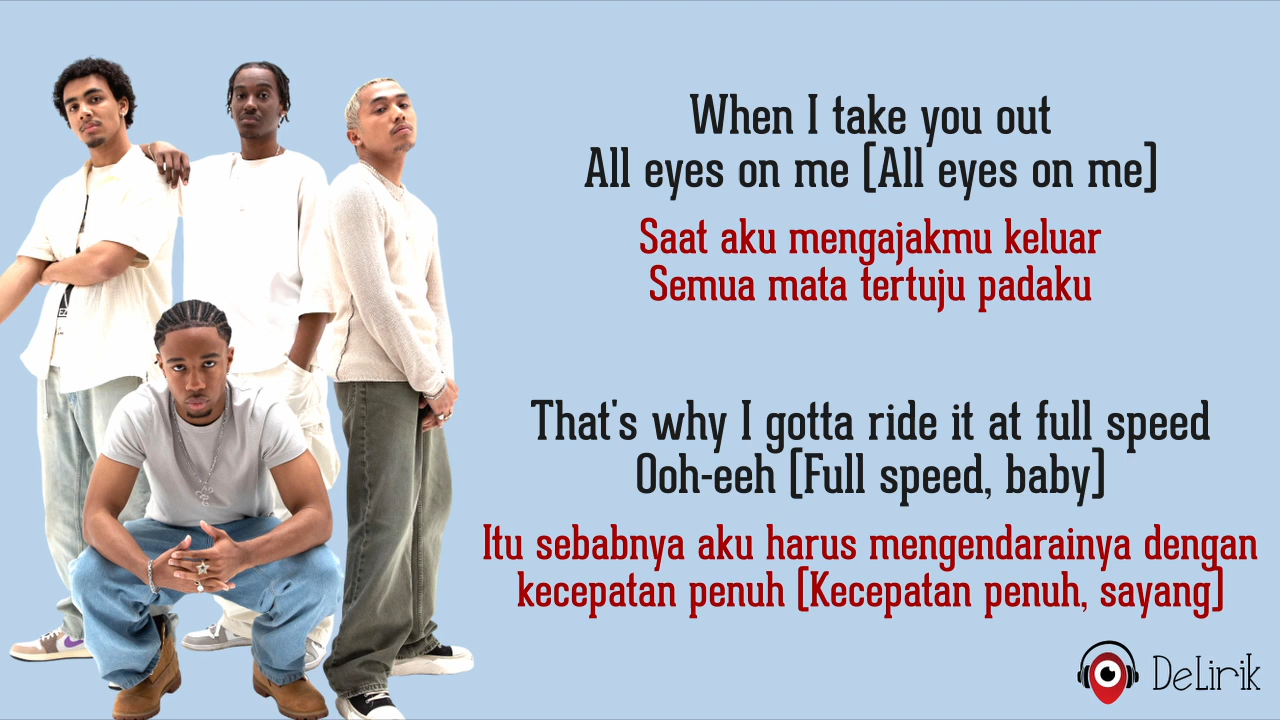 When I take you out
All eyes on me [All eyes on me]
Saat aku mengajakmu keluar
Semua mata tertuju padaku
That's why I gotta ride it at full speed
Ooh-eeh [Full speed, baby]
Itu sebabnya aku harus mengendarainya dengan
kecepatan penuh [Kecepatan penuh, sayang]
DeLirik